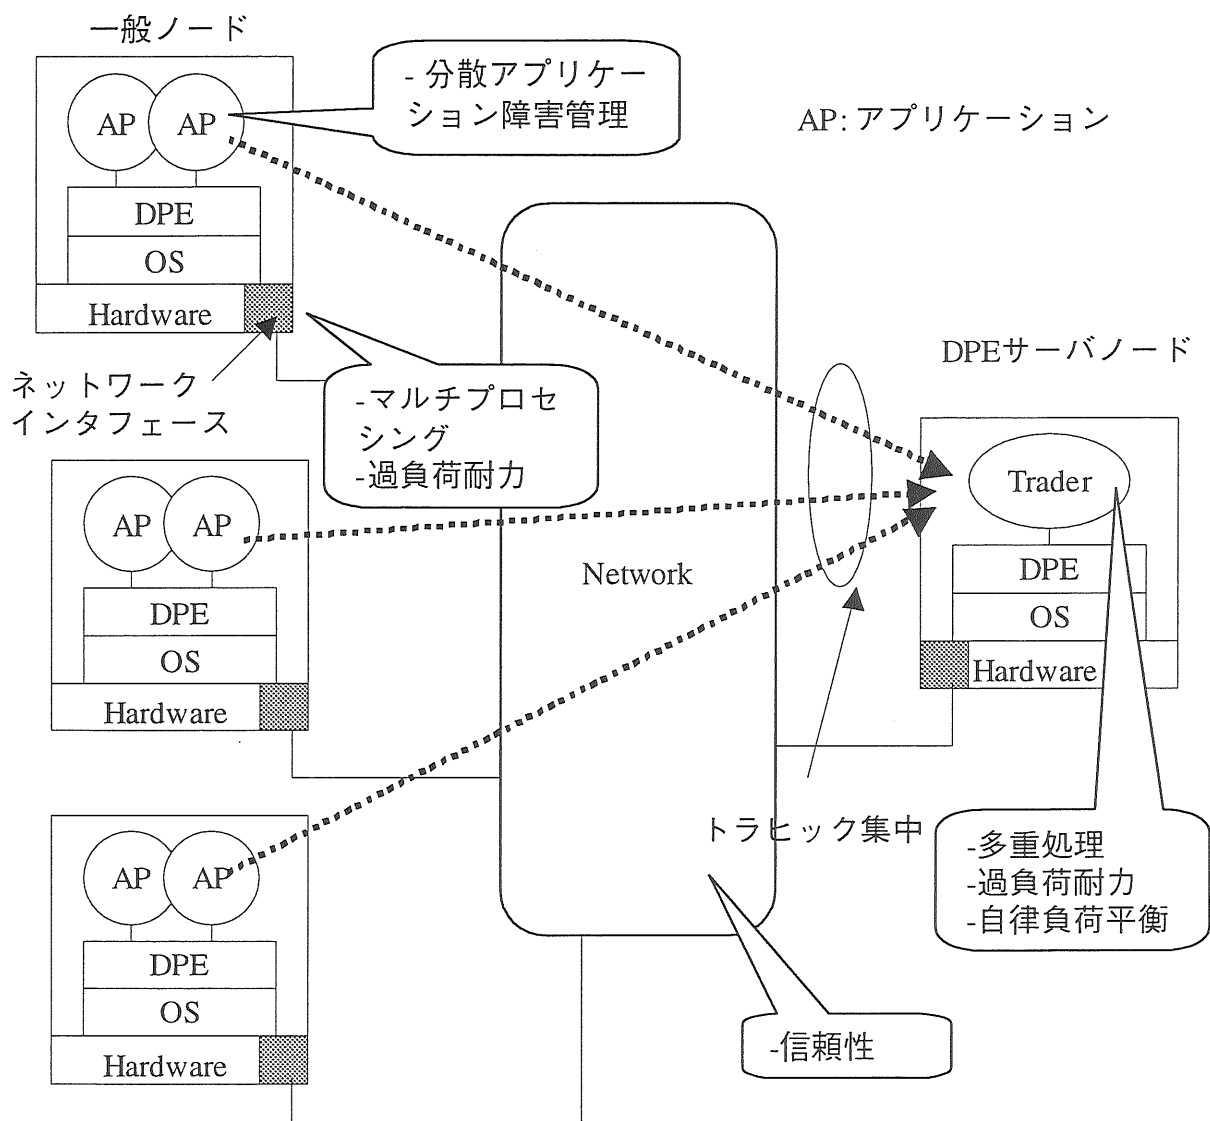 一般ノード
- 分散アプリケー
ション障害管理
AP: アプリケーション
AP
AP
DPE
OS
Hardware
ネットワーク
インタフェース
-マルチプロセ
シング
-過負荷耐力
DPEサーバノード
Trader
DPE
OS
Hardware
AP
AP
DPE
OS
Hardware
Network
トラヒック集中
-多重処理
-過負荷耐力
-自律負荷平衡
AP
AP
DPE
OS
Hardware
-信頼性